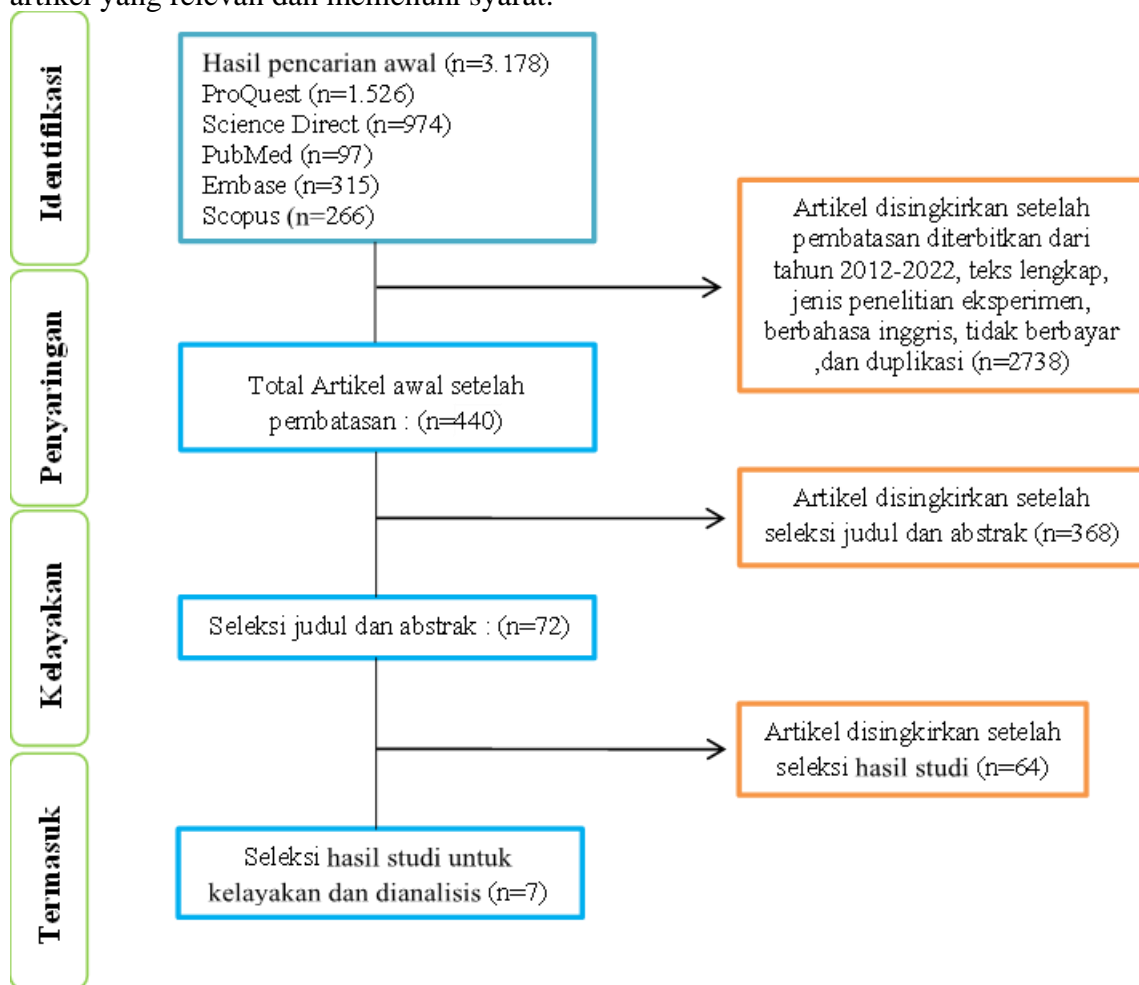 artikel yang relevan dan memenuhi syarat.
Identifikasi
Hasil pencarian awal (n=3.178)
ProQuest (n=1.526)
Science Direct (n=974)
PubMed (n=97)
Embase (n=315)
Scopus (n=266)
Artikel disingkirkan setelah
pembatasan diterbitkan dari
tahun 2012-2022, teks lengkap,
jenis penelitian eksperimen,
berbahasa inggris, tidak berbayar
,dan duplikasi (n=2738)
Penyaringan
Total Artikel awal setelah
pembatasan : (n=440)
Artikel disingkirkan setelah
seleksi judul dan abstrak (n=368)
Kelayakan
Seleksi judul dan abstrak : (n=72)
Artikel disingkirkan setelah
seleksi hasil studi (n=64)
Termasuk
Seleksi hasil studi untuk
kelayakan dan dianalisis (n=7)